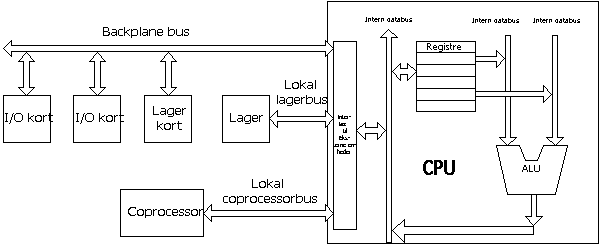 Intern databus
Intern databus
Intern databus
Backplane bus
Registre
Lokal
lagerbus
I/O kort
I/O kort
Lager
kort
Lager
til
CPU
ALU
Lokal
coprocessorbus
Coprocessor